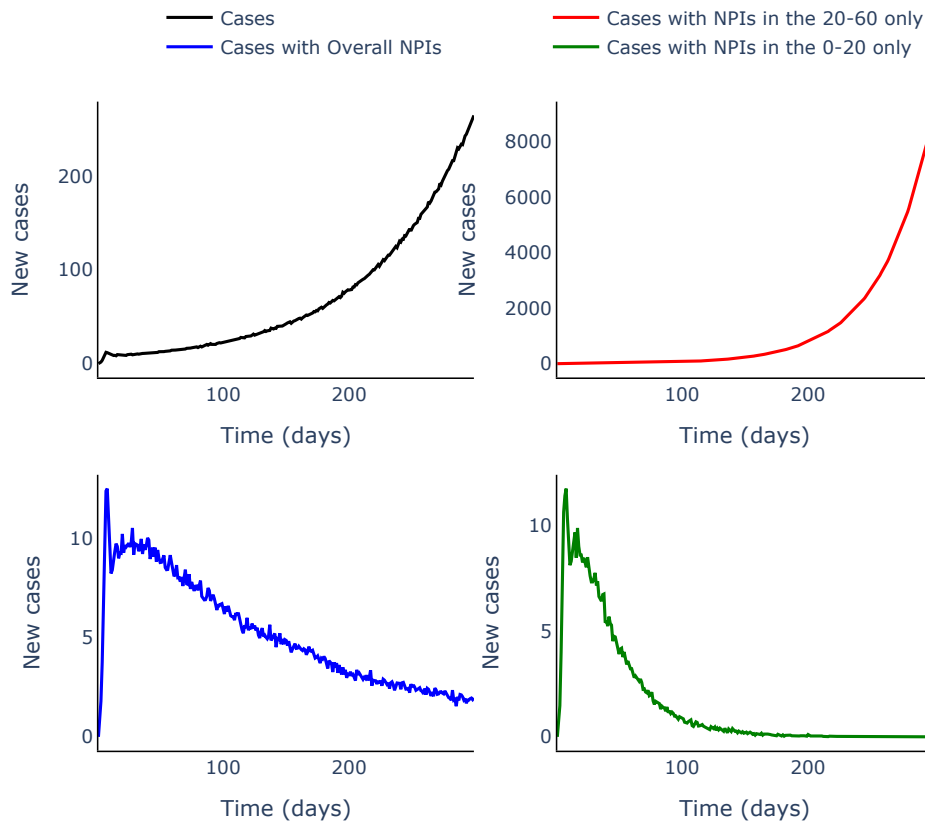 Cases
Cases with Overall NPIs
Cases with NPIs in the 20-60 only
Cases with NPIs in the 0-20 only
New cases
200
100
0
100
200
Time (days)
New cases
8000
6000
4000
2000
0
100
200
Time (days)
New cases
10
5
0
100
200
Time (days)
New cases
10
5
0
100
200
Time (days)